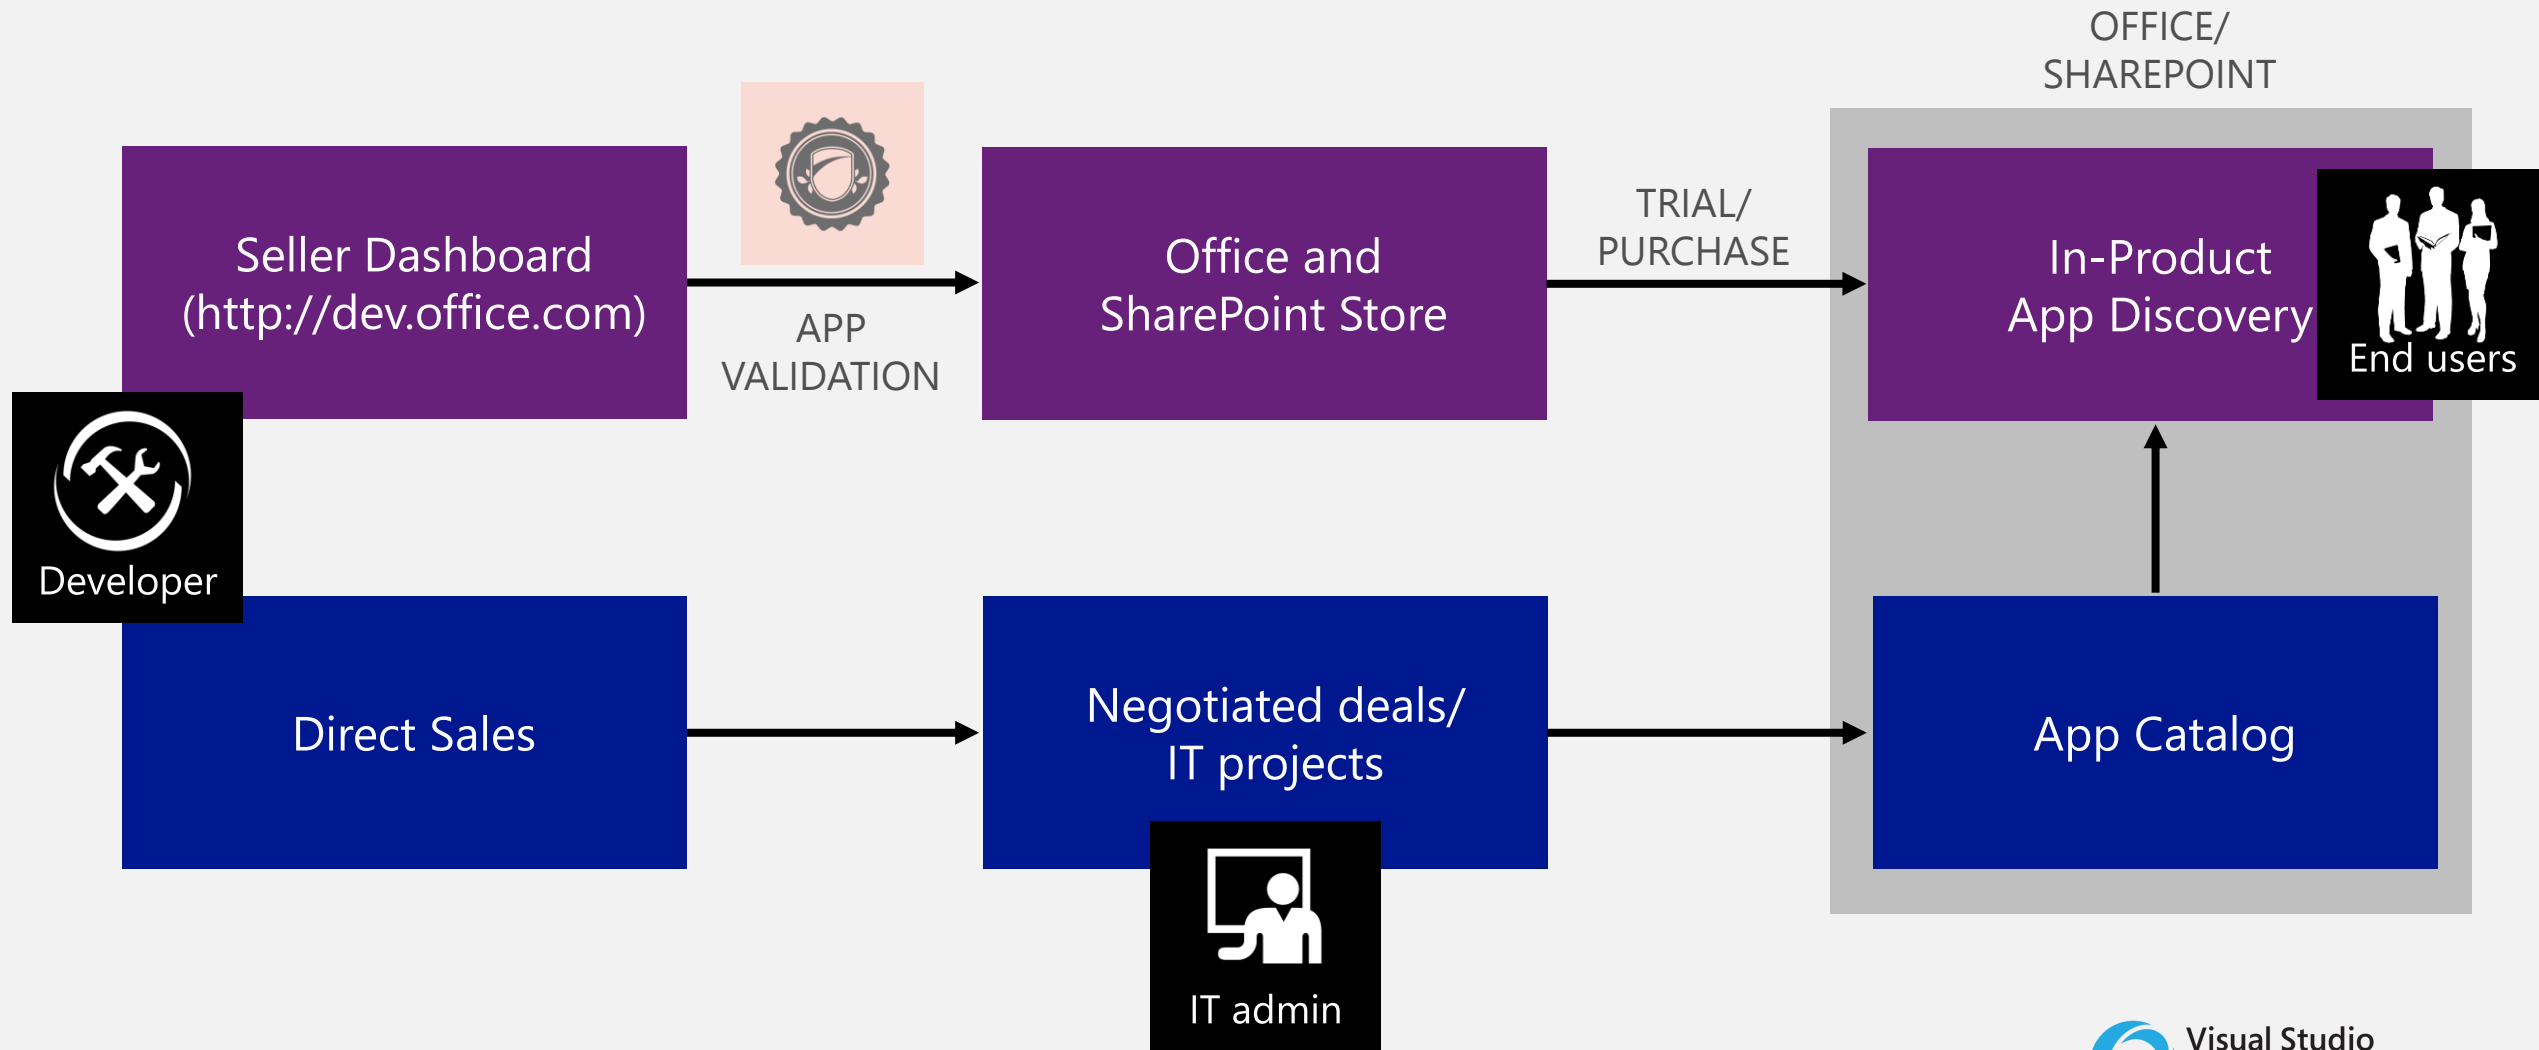 OFFICE/
SHAREPOINT
Seller Dashboard
(http://dev.office.com)
APP
VALIDATION
Office and
SharePoint Store
TRIAL/
PURCHASE
In-Product
App Discovery
End users
Developer
Direct Sales
Negotiated deals/
IT projects
IT admin
App Catalog
Visual Studio